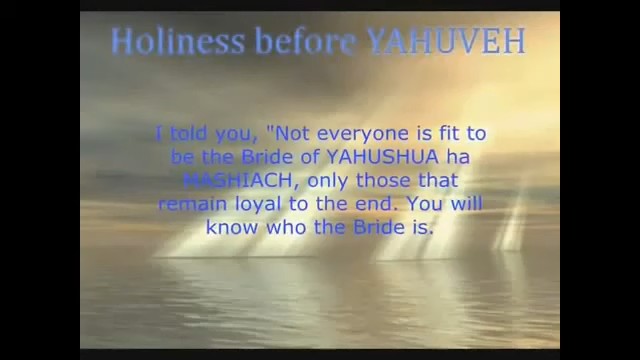 Holiness before YAHUVEH
I told you, "Not everyone is fit to
be the Bride of YAHUSHUA ha
MASHIACH, only those that
remain loyal to the end. You will
know who the Bride is.